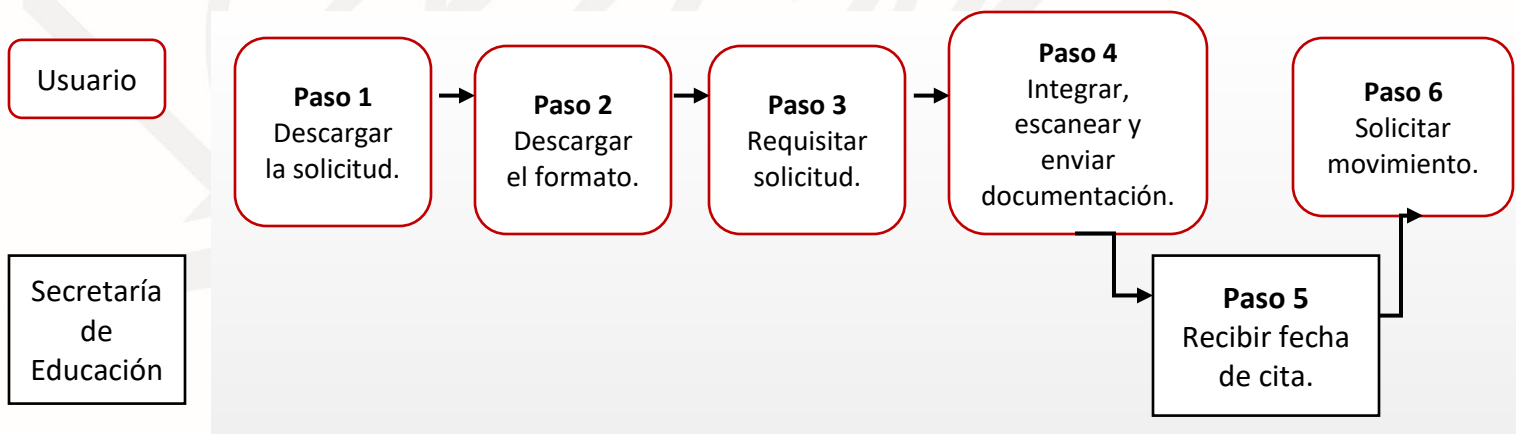 Usuario
Paso 1
Descargar
la solicitud.
Paso 2
Descargar
el formato.
Paso 3
Requisitar
solicitud.
Paso 4
Integrar,
escanear y
enviar
documentación.
Paso 6
Solicitar
movimiento.
Secretaría
de
Educación
Paso 5
Recibir fecha
de cita.